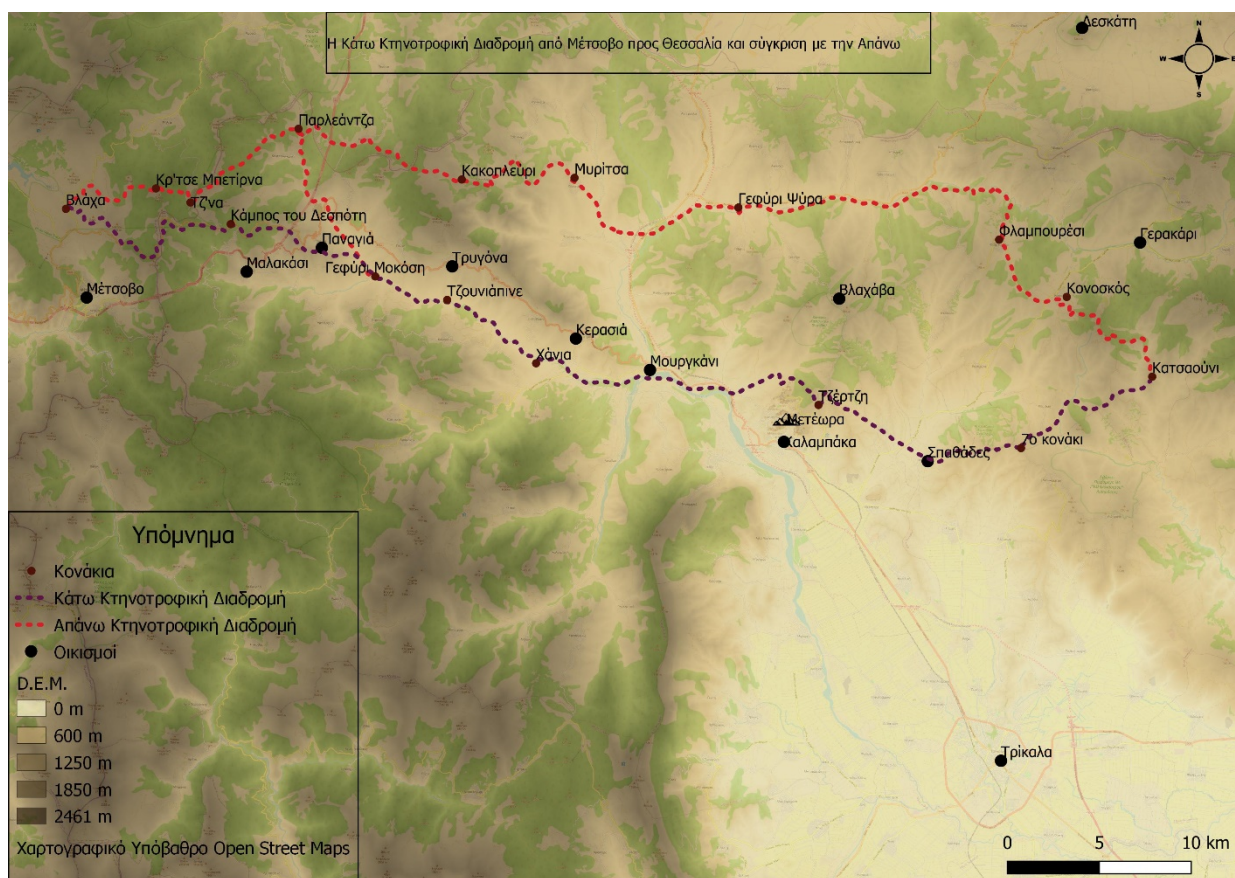 Η Κάτω Κτηνοτροφική Διαδρομή από Μέτσοβο προς Θεσσαλία και σύγκριση με την Απάνω
Δεσκάτη
N
W
E
S
Παρλεάντζα
Κακοπλεύρι
Μυρίτσα
Κρ'τσε Μπετίρνα
Τζ'να
Βλάχα
Γεφύρι Ψύρα
Κάμπος του Δεσπότη
Φλαμπουρέσι
Γερακάρι
Παναγιά
Μαλακάσι
Γεφύρι Μοκόση
Τρυγόνα
Μέτσοβο
Τζουνιάπινε
Βλαχάβα
Κονοσκός
Κερασιά
Χάνια
Μουργκάνι
Κατσαούνι
Τζέρτζη
Μετέωρα
Καλαμπάκα
7ο κονάκι
Σπαθάδες
Τρίκαλα
Υπόμνημα
Κονάκια
Κάτω Κτηνοτροφική Διαδρομή
Απάνω Κτηνοτροφική Διαδρομή
Οικισμοί
D.E.M.
0 m
600 m
1250 m
1850 m
2461 m
Χαρτογραφικό Υπόβαθρο Open Street Maps
0 5 10 km